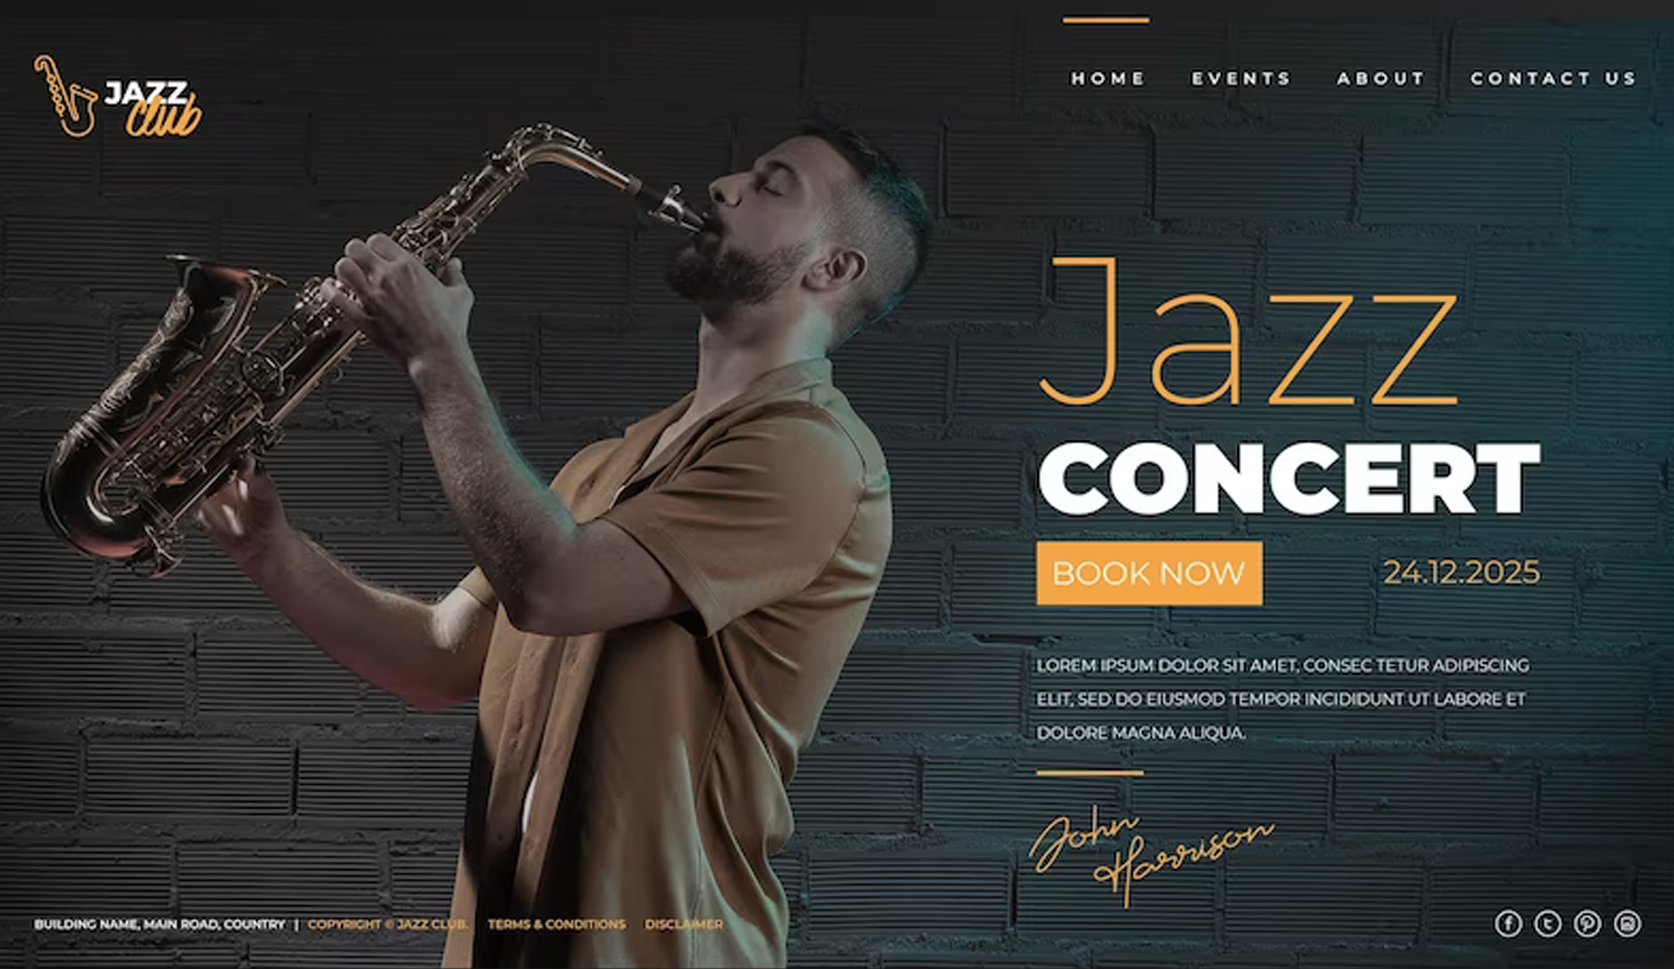 JAZZ
Club
HOME EVENTS ABOUT CONTACT US
Jazz
CONCERT
BOOK NOW 24.12.2025
LOREM IPSUM DOLOR SIT AMET, CONSEC TETUR ADIPISCING
ELIT, SED DO EIUSMOD TEMPOR INCIDIDUNT UT LABORE ET
DOLORE MAGNA ALIQUA.
John
Harrison
BUILDING NAME, MAIN ROAD, COUNTRY | COPYRIGHT © JAZZ CLUB. TERMS & CONDITIONS DISCLAIMER